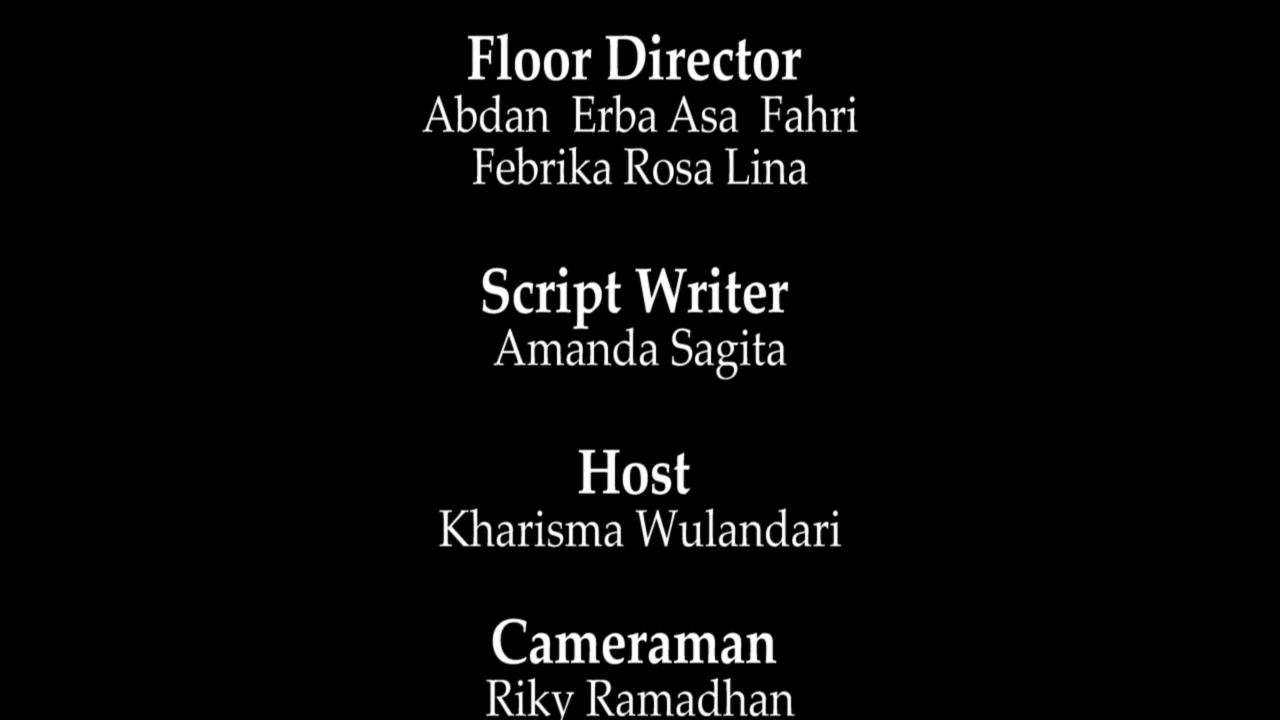 Floor Director
Abdan Erba Asa Fahri
Febrika Rosa Lina
Script Writer
Amanda Sagita
Host
Kharisma Wulandari
Cameraman
Riky Ramadhan